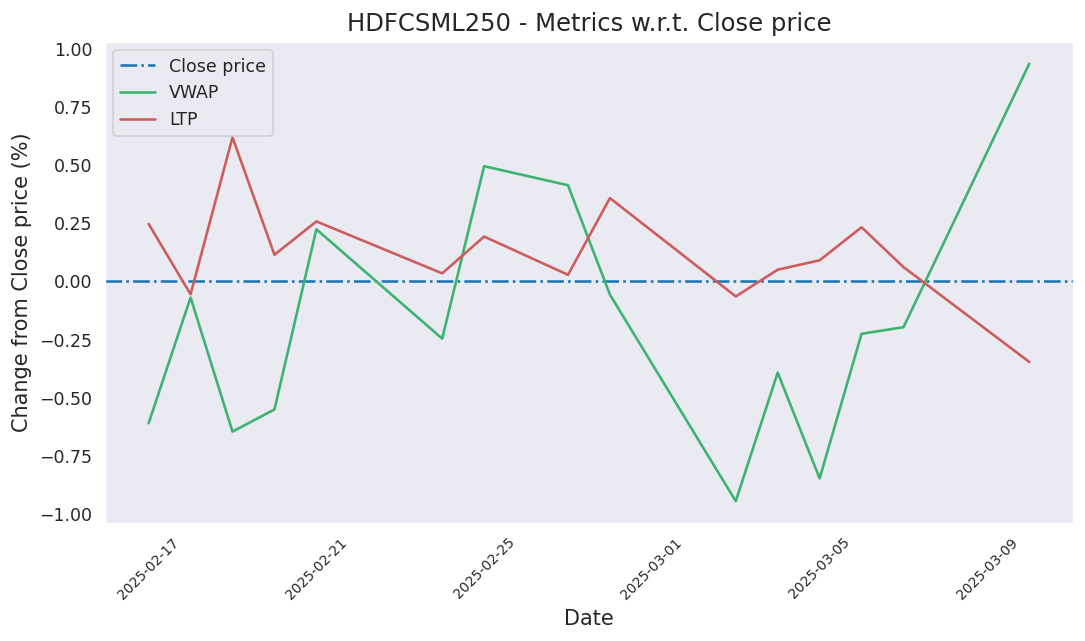 HDFCSML250 - Metrics w.r.t. Close price
Change from Close price (%)
1.00
0.75
0.50
0.25
0.00
−0.25
−0.50
−0.75
−1.00
Close price
VWAP
LTP
2025-02-17
2025-02-21
2025-02-25
2025-03-01
2025-03-05
2025-03-09
Date